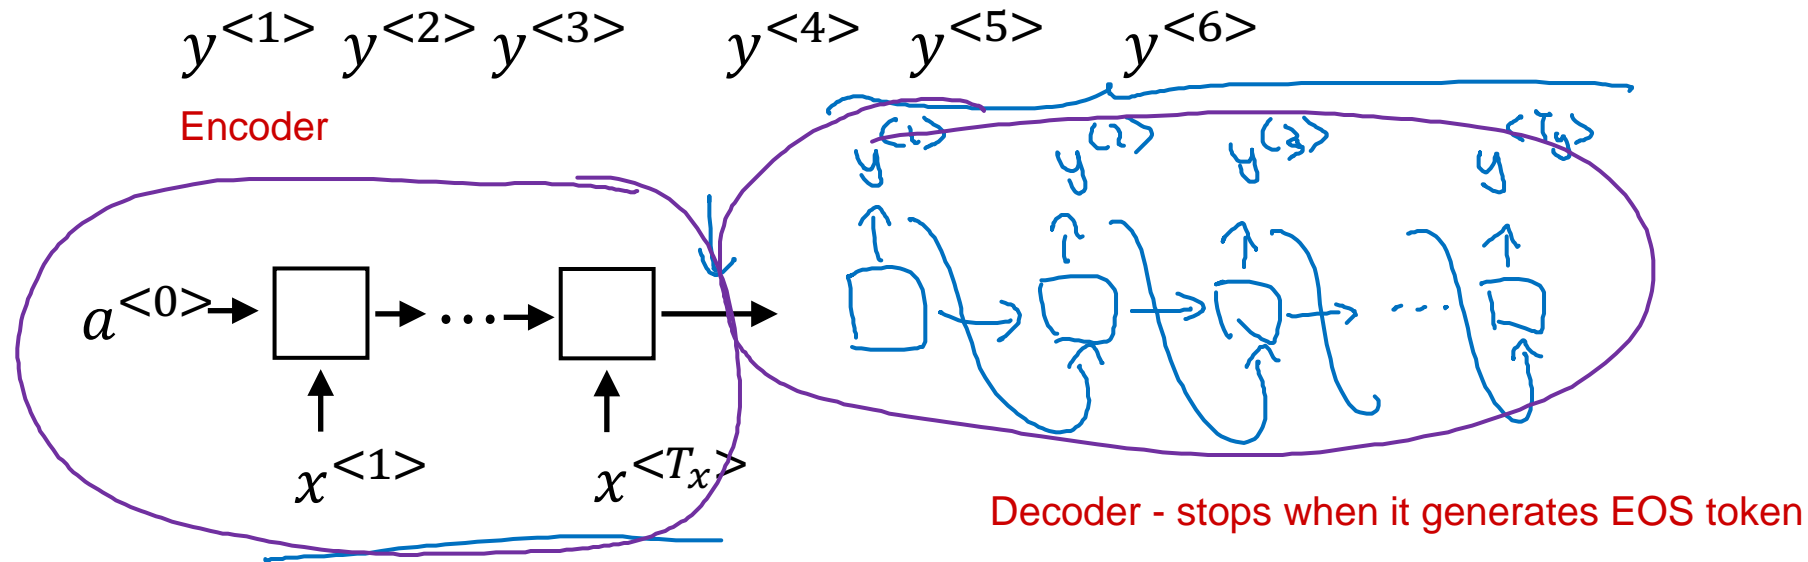 y<1> y<2> y<3> y<4> y<5> y<6>
Encoder
y<1> y<2> y<3> y<Ty>
a<0> ... ....
x<1> x<Tx>
Decoder - stops when it generates EOS token